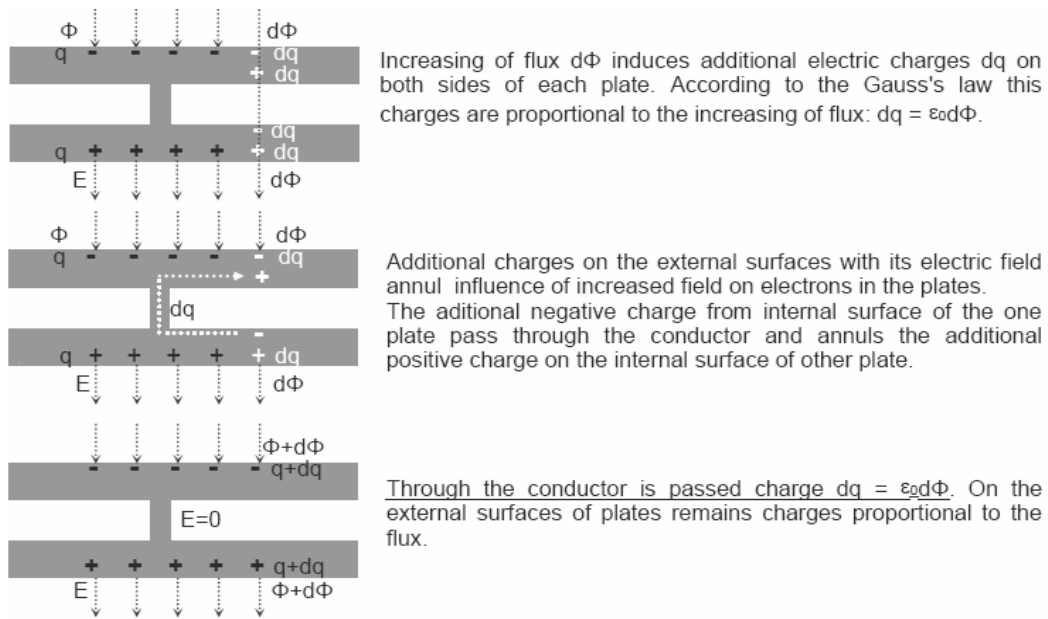 Φ dΦ
q - - - - - dq
+ dq
- dq
q + + + + + dq
E dΦ
Increasing of flux dΦ induces additional electric charges dq on
both sides of each plate. According to the Gauss's law this
charges are proportional to the increasing of flux: dq = ε₀dΦ.
Φ dΦ
q - - - - - dq
+
dq
-
q + + + + + dq
E dΦ
Additional charges on the external surfaces with its electric field
annul influence of increased field on electrons in the plates.
The aditional negative charge from internal surface of the one
plate pass through the conductor and annuls the additional
positive charge on the internal surface of other plate.
Φ+dΦ
- - - - - q+dq
E=0
+ + + + + q+dq
E Φ+dΦ
Through the conductor is passed charge dq = ε₀dΦ. On the
external surfaces of plates remains charges proportional to the
flux.